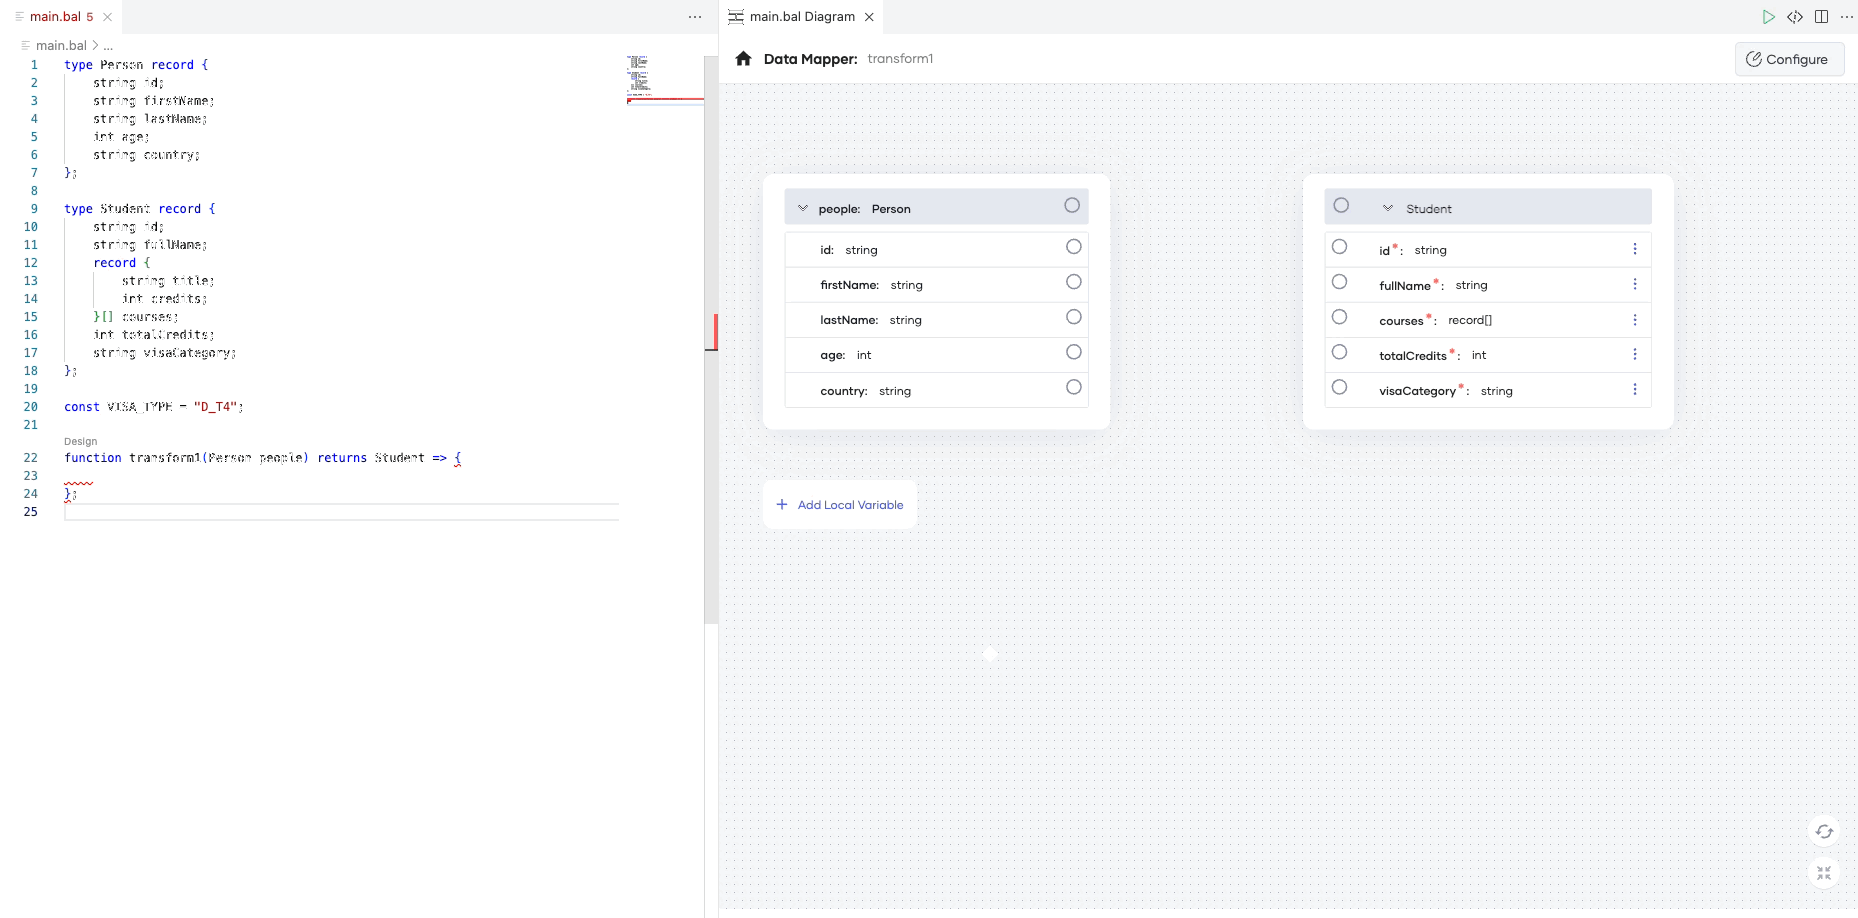 main.bal 5
...
main.bal > ...
1 type Person record {
2 string id;
3 string firstName;
4 string lastName;
5 int age;
6 string country;
7 };
8
9 type Student record {
10 string id;
11 string fullName;
12 record {
13 string title;
14 int credits;
15 }[] courses;
16 int totalCredits;
17 string visaCategory;
18 };
19
20 const VISA_TYPE = "D_T4";
21
Design
22 function transform1(Person people) returns Student => {
23
24 };
25
main.bal Diagram
Data Mapper: transform1
Configure
people: Person
id: string
firstName: string
lastName: string
age: int
country: string
Student
id*: string
fullName*: string
courses*: record[]
totalCredits*: int
visaCategory*: string
+ Add Local Variable